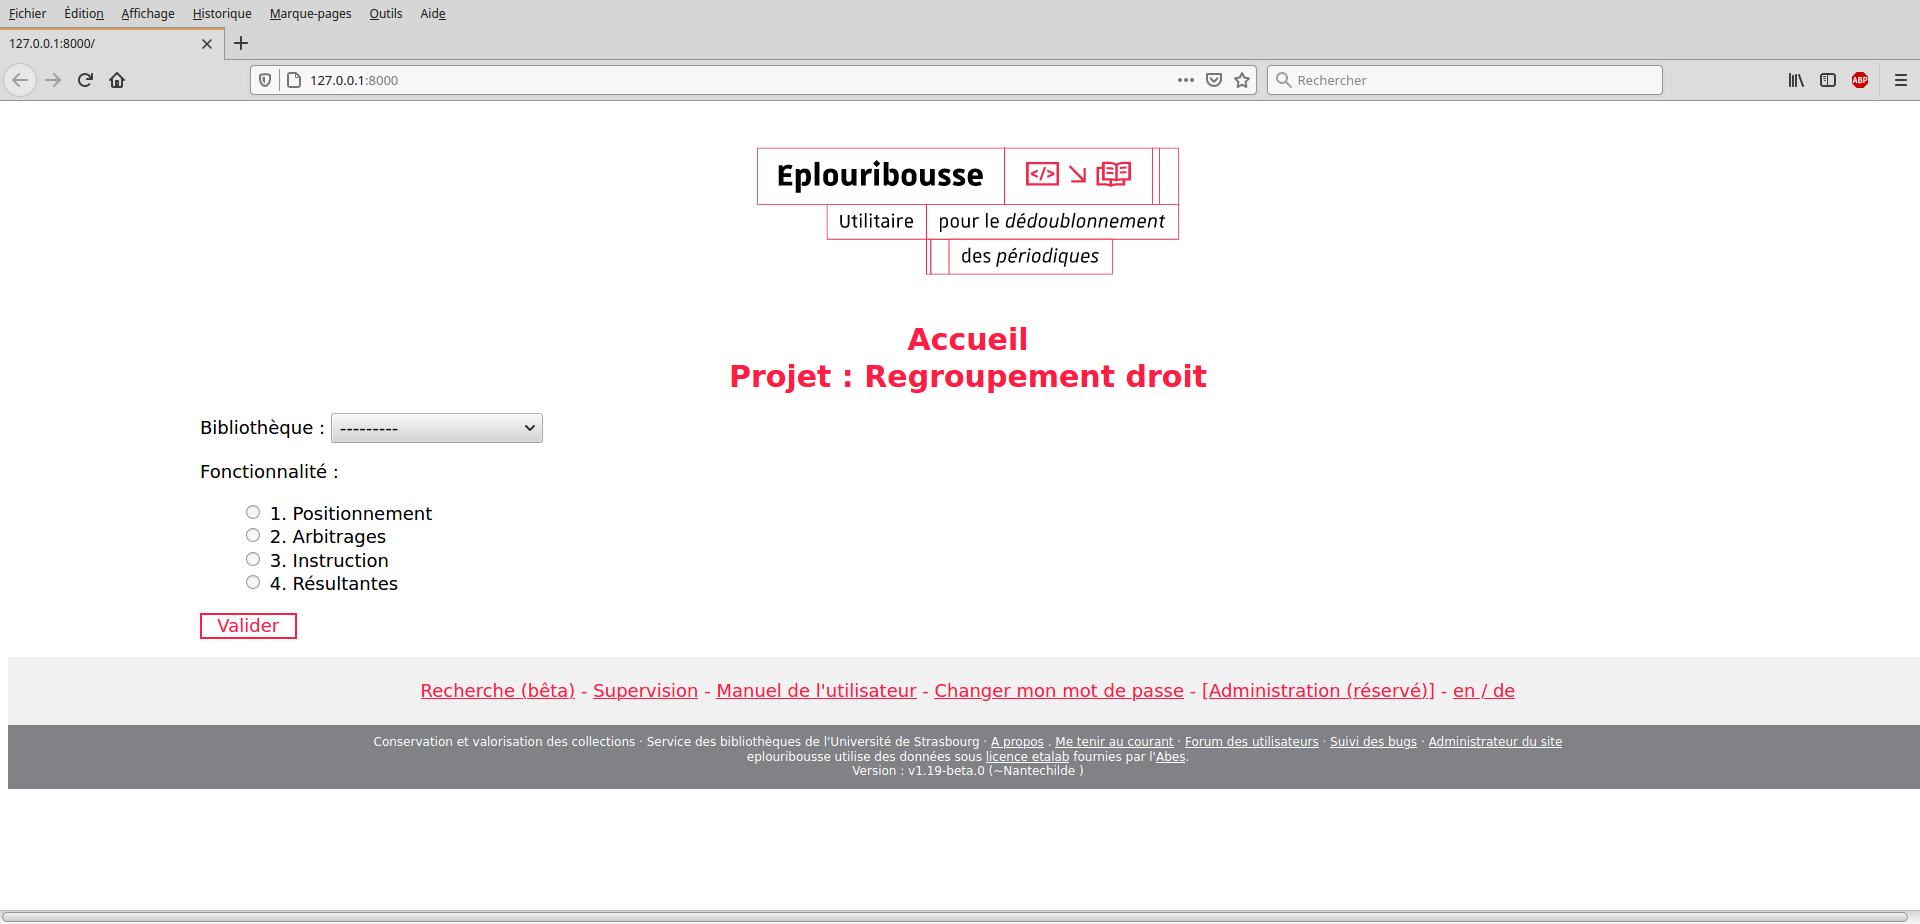 Fichier Édition Affichage Historique Marque-pages Outils Aide
127.0.0.1:8000/
127.0.0.1:8000 Rechercher ABP
Eplouribousse </>
Utilitaire pour le dédoublonnement
des périodiques
Accueil
Projet : Regroupement droit
Bibliothèque : ---------
Fonctionnalité :
1. Positionnement
2. Arbitrages
3. Instruction
4. Résultantes
Valider
Recherche (bêta) - Supervision - Manuel de l'utilisateur - Changer mon mot de passe - [Administration (réservé)] - en / de
Conservation et valorisation des collections · Service des bibliothèques de l'Université de Strasbourg · A propos . Me tenir au courant · Forum des utilisateurs · Suivi des bugs · Administrateur du site
eplouribousse utilise des données sous licence etalab fournies par l'Abes.
Version : v1.19-beta.0 (~Nantechilde )